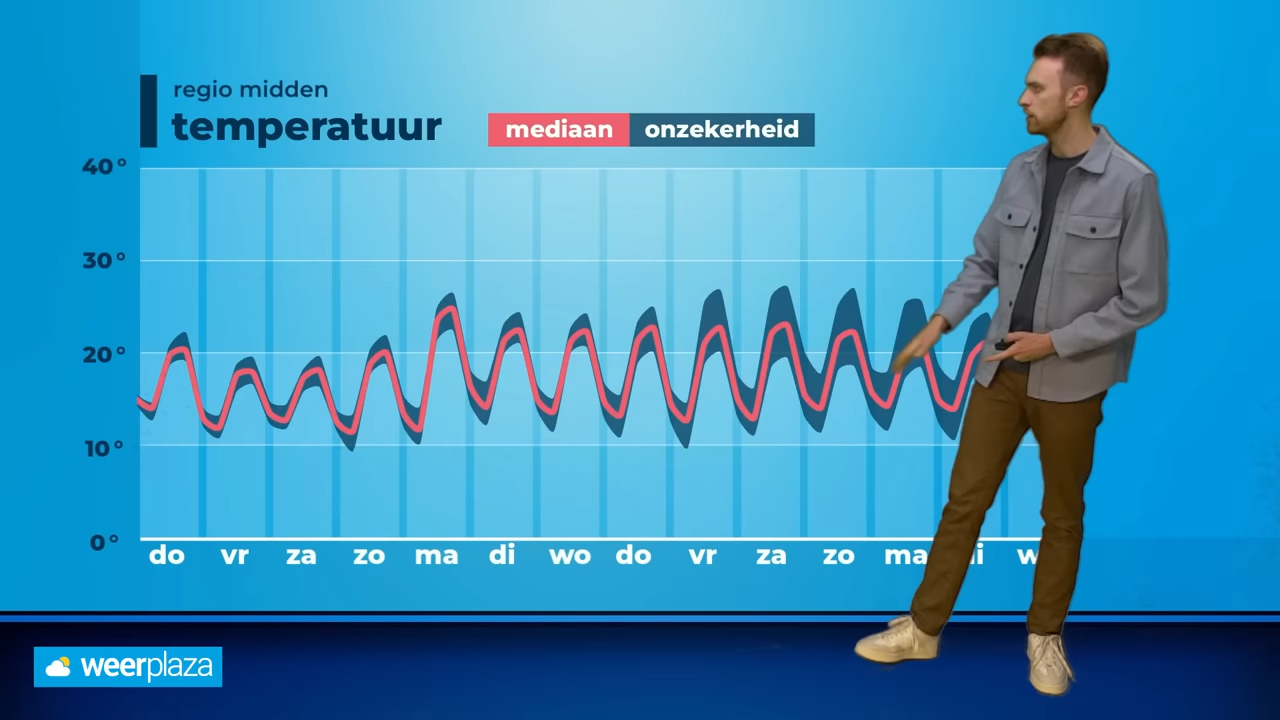 regio midden
temperatuur
mediaan onzekerheid
40°
30°
20°
10°
0°
do vr za zo ma di wo do vr za zo ma
weerplaza